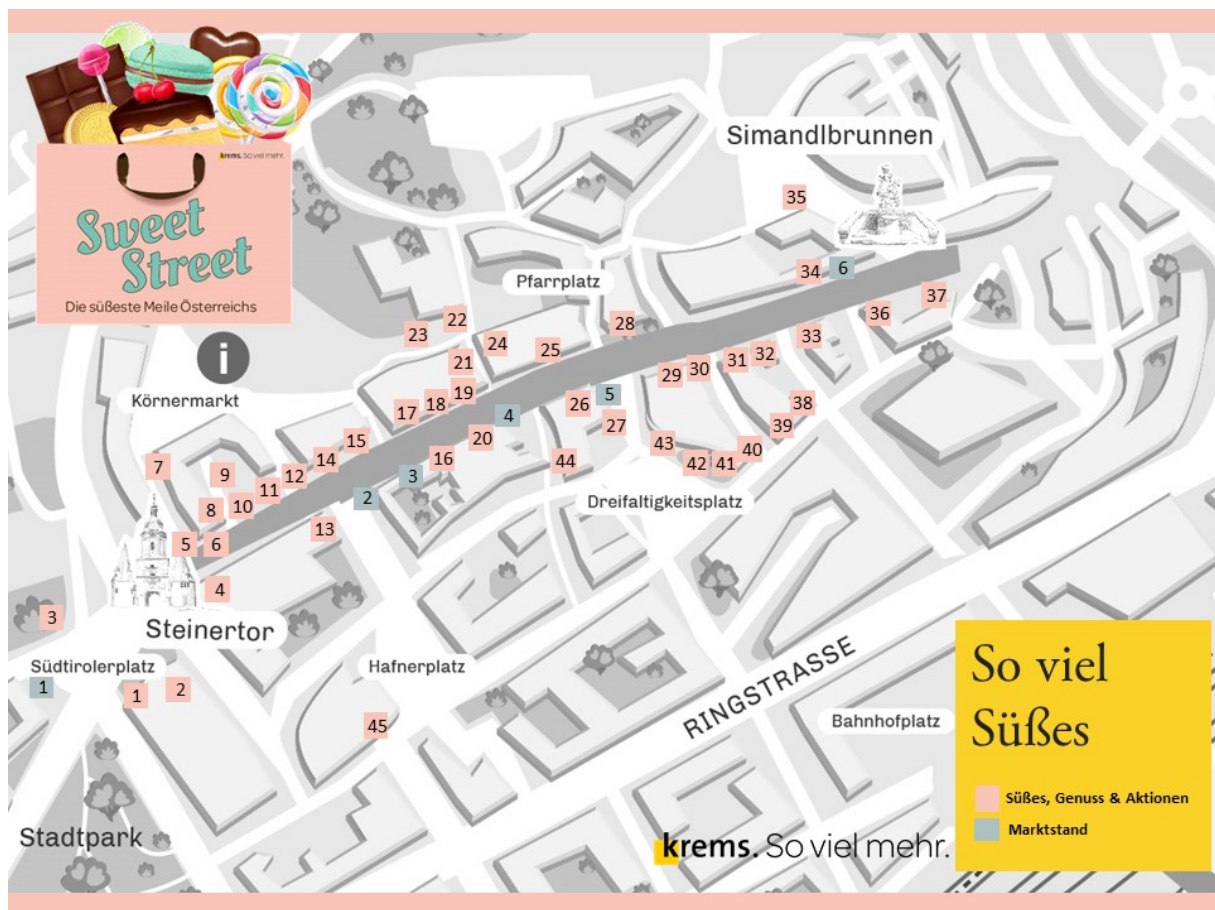 krems. So viel mehr.
Sweet
Street
Die süßeste Meile Österreichs
Simandlbrunnen
35
34
6
37
36
33
Pfarrplatz
28
22
23
24
25
21
29
30
31
32
i
Körnermarkt
17
18
19
4
26
5
27
38
39
20
43
42
41
40
44
15
14
16
3
2
12
11
9
10
8
7
5
6
13
4
Dreifaltigkeitsplatz
3
Steinertor
Südtirolerplatz
1
1
2
Hafnerplatz
45
RINGSTRASSE
Bahnhofplatz
Stadtpark
krems. So viel mehr.
So viel
Süßes
Süßes, Genuss & Aktionen
Marktstand